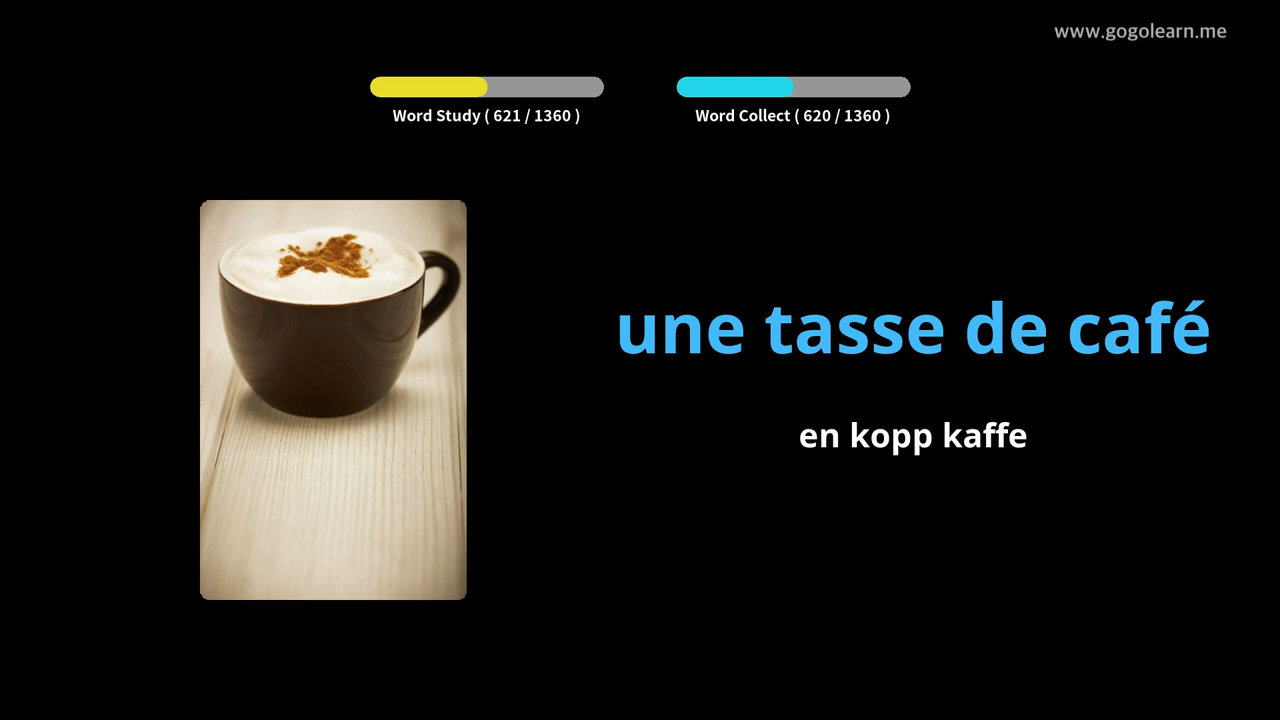 www.gogolearn.me
Word Study ( 621 / 1360 )
Word Collect ( 620 / 1360 )
une tasse de café
en kopp kaffe